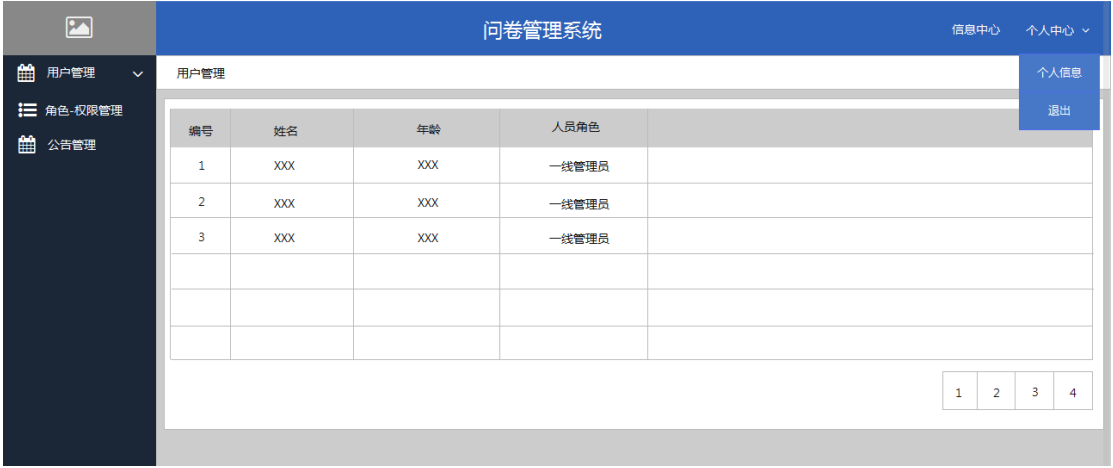 问卷管理系统
信息中心 个人中心
用户管理
角色-权限管理
公告管理
用户管理
个人信息
退出
编号 姓名 年龄 人员角色
1 XXX XXX 一线管理员
2 XXX XXX 一线管理员
3 XXX XXX 一线管理员
1 2 3 4